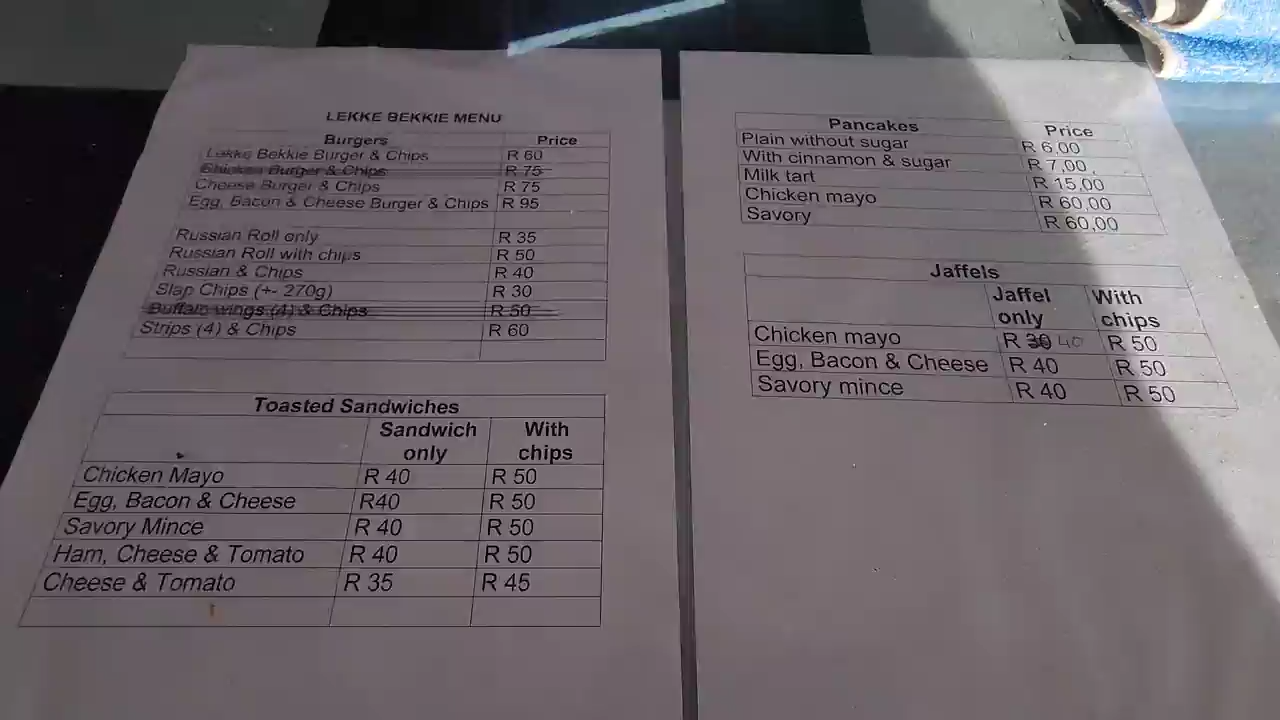 LEKKE BEKKIE MENU
Burgers Price
Lekke Bekkie Burger & Chips R 60
Chicken Burger & Chips R 75
Cheese Burger & Chips R 75
Egg, Bacon & Cheese Burger & Chips R 95
Russian Roll only R 35
Russian Roll with chips R 50
Russian & Chips R 40
Slap Chips (+- 270g) R 30
Buffalo wings (4) & Chips R 50
Strips (4) & Chips R 60
Toasted Sandwiches
Sandwich only With chips
Chicken Mayo R 40 R 50
Egg, Bacon & Cheese R40 R 50
Savory Mince R 40 R 50
Ham, Cheese & Tomato R 40 R 50
Cheese & Tomato R 35 R 45
Pancakes Price
Plain without sugar R 6,00
With cinnamon & sugar R 7,00
Milk tart R 15,00
Chicken mayo R 60,00
Savory R 60,00
Jaffels
Jaffel only With chips
Chicken mayo R 30 40 R 50
Egg, Bacon & Cheese R 40 R 50
Savory mince R 40 R 50